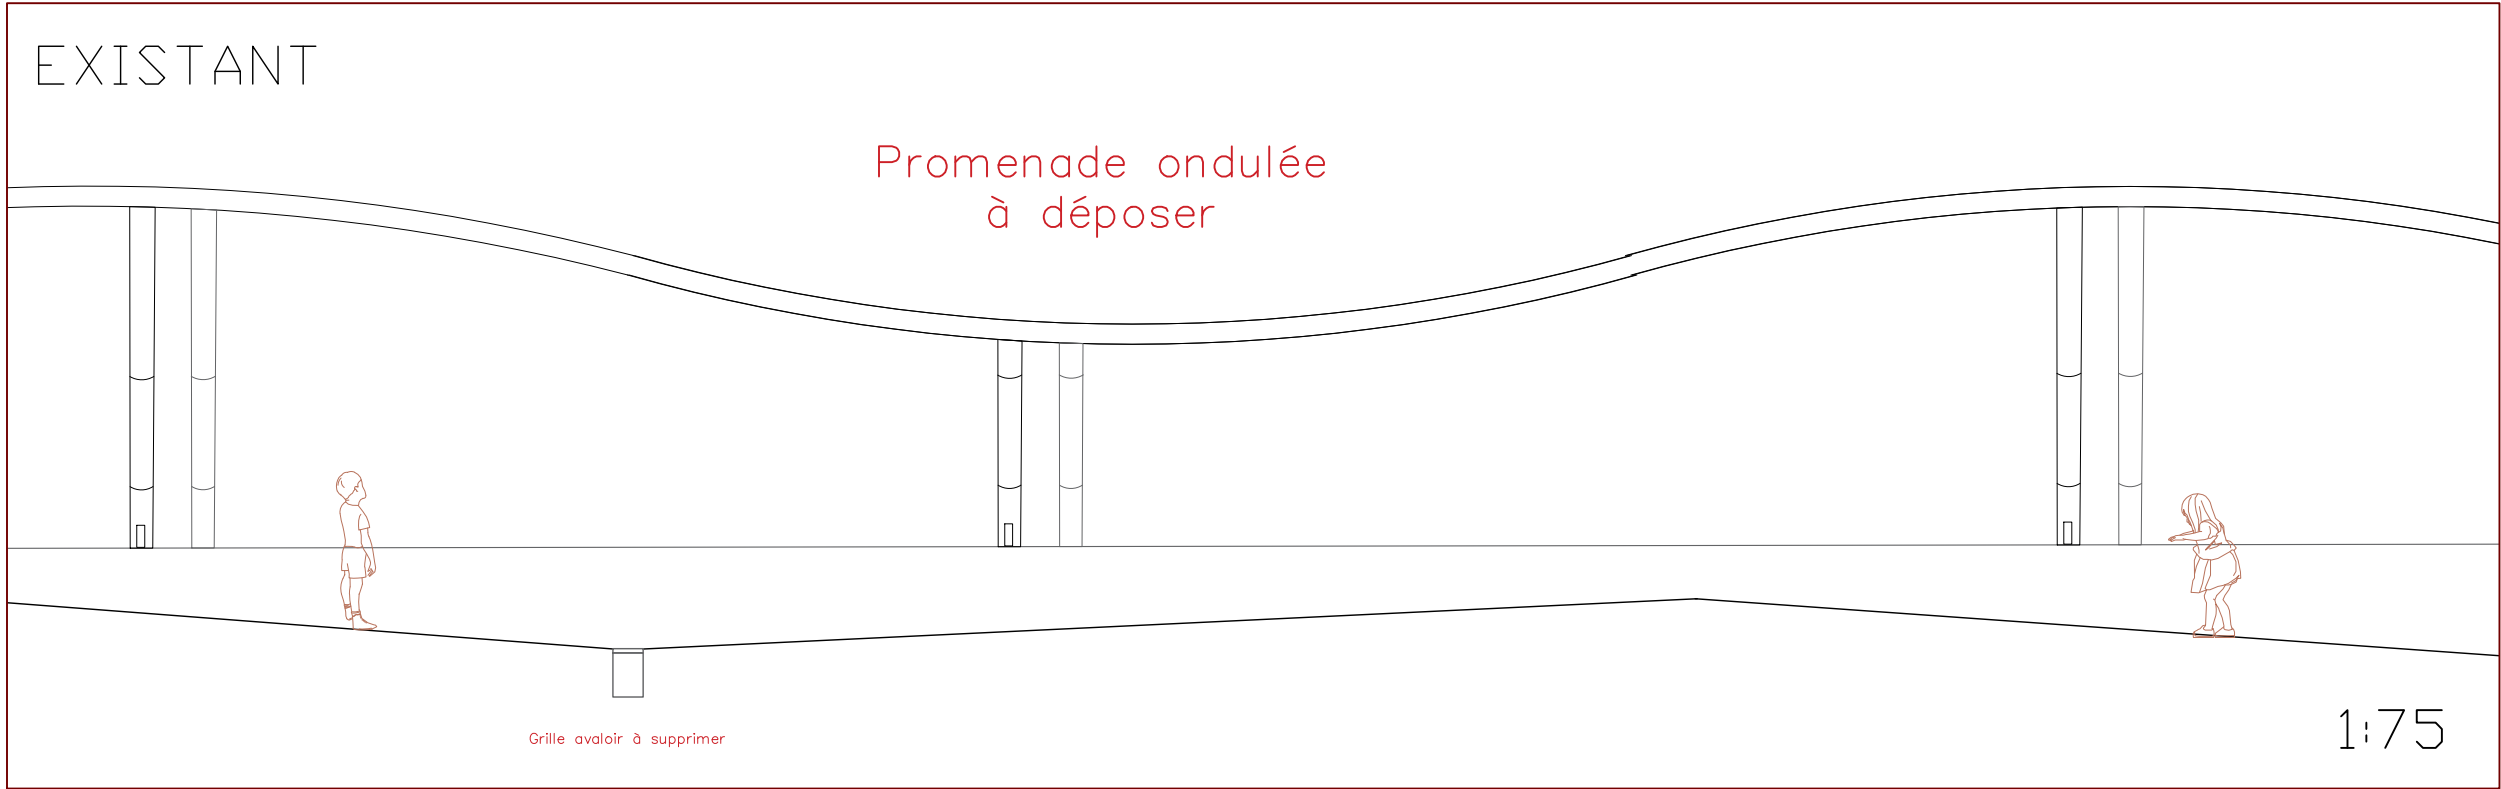 EXISTANT
Promenade ondulée
à déposer
Grille avaloir à supprimer
1:75